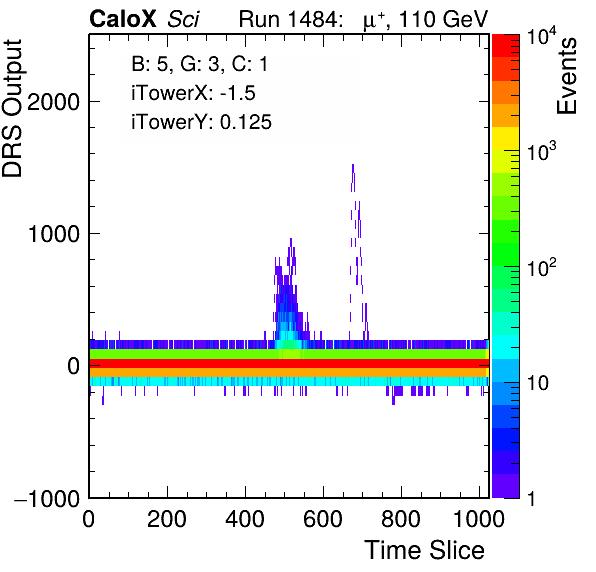 CaloX Sci Run 1484: μ⁺, 110 GeV
B: 5, G: 3, C: 1
iTowerX: -1.5
iTowerY: 0.125
DRS Output
2000
1000
0
−1000
0 200 400 600 800 1000
Time Slice
Events
10⁴
10³
10²
10
1